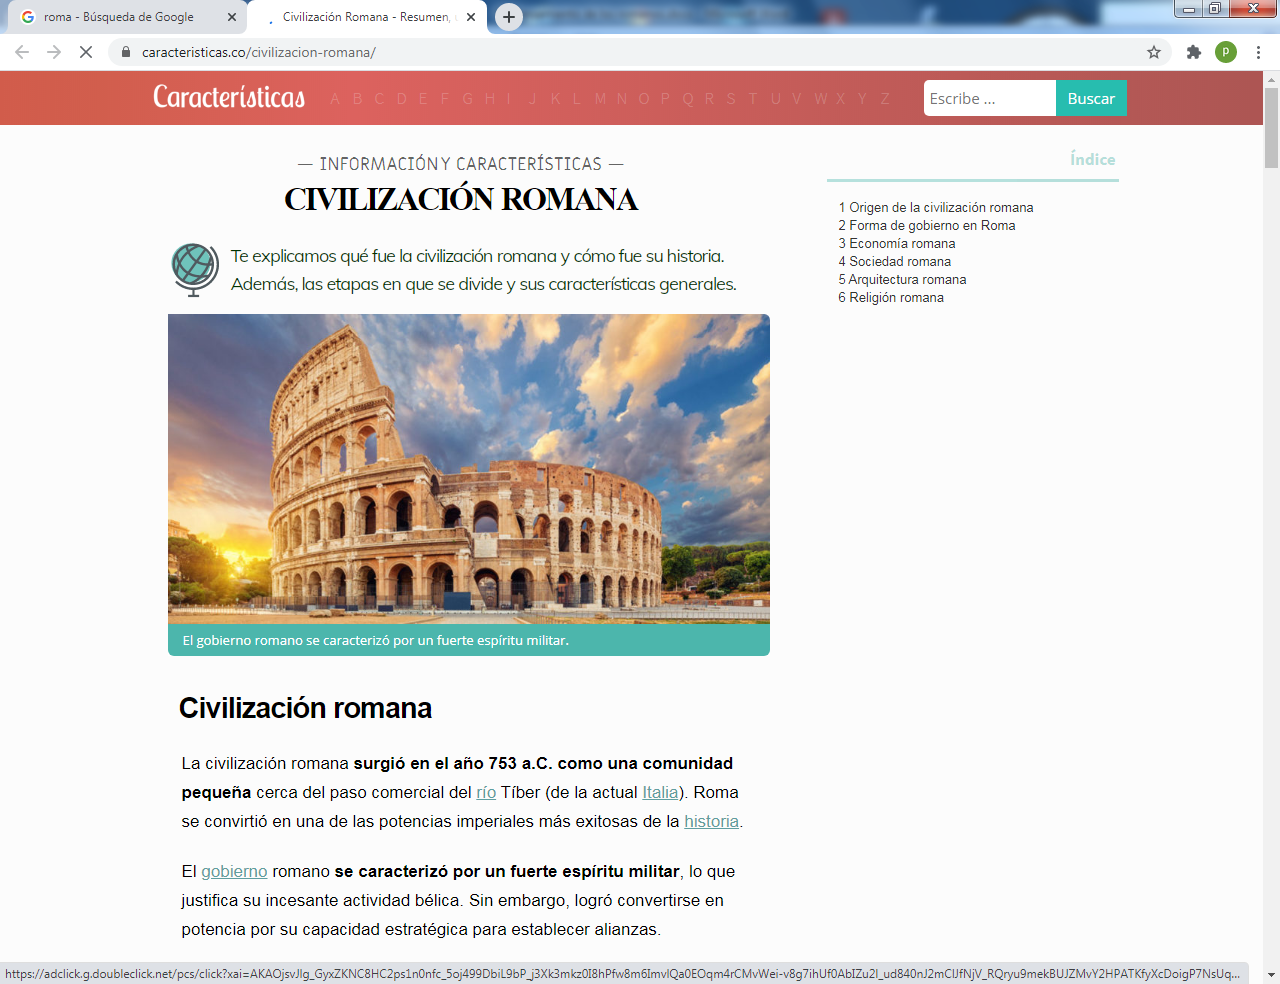 roma - Búsqueda de Google
Civilización Romana - Resumen,
p
caracteristicas.co/civilizacion-romana/
Características
A B C D E F G H I J K L M N O P Q R S T U V W X Y Z
Escribe ...
Buscar
— INFORMACIÓN Y CARACTERÍSTICAS —
CIVILIZACIÓN ROMANA
Te explicamos qué fue la civilización romana y cómo fue su historia.
Además, las etapas en que se divide y sus características generales.
El gobierno romano se caracterizó por un fuerte espíritu militar.
Civilización romana
La civilización romana surgió en el año 753 a.C. como una comunidad
pequeña cerca del paso comercial del río Tíber (de la actual Italia). Roma
se convirtió en una de las potencias imperiales más exitosas de la historia.
El gobierno romano se caracterizó por un fuerte espíritu militar, lo que
justifica su incesante actividad bélica. Sin embargo, logró convertirse en
potencia por su capacidad estratégica para establecer alianzas.
Índice
1 Origen de la civilización romana
2 Forma de gobierno en Roma
3 Economía romana
4 Sociedad romana
5 Arquitectura romana
6 Religión romana